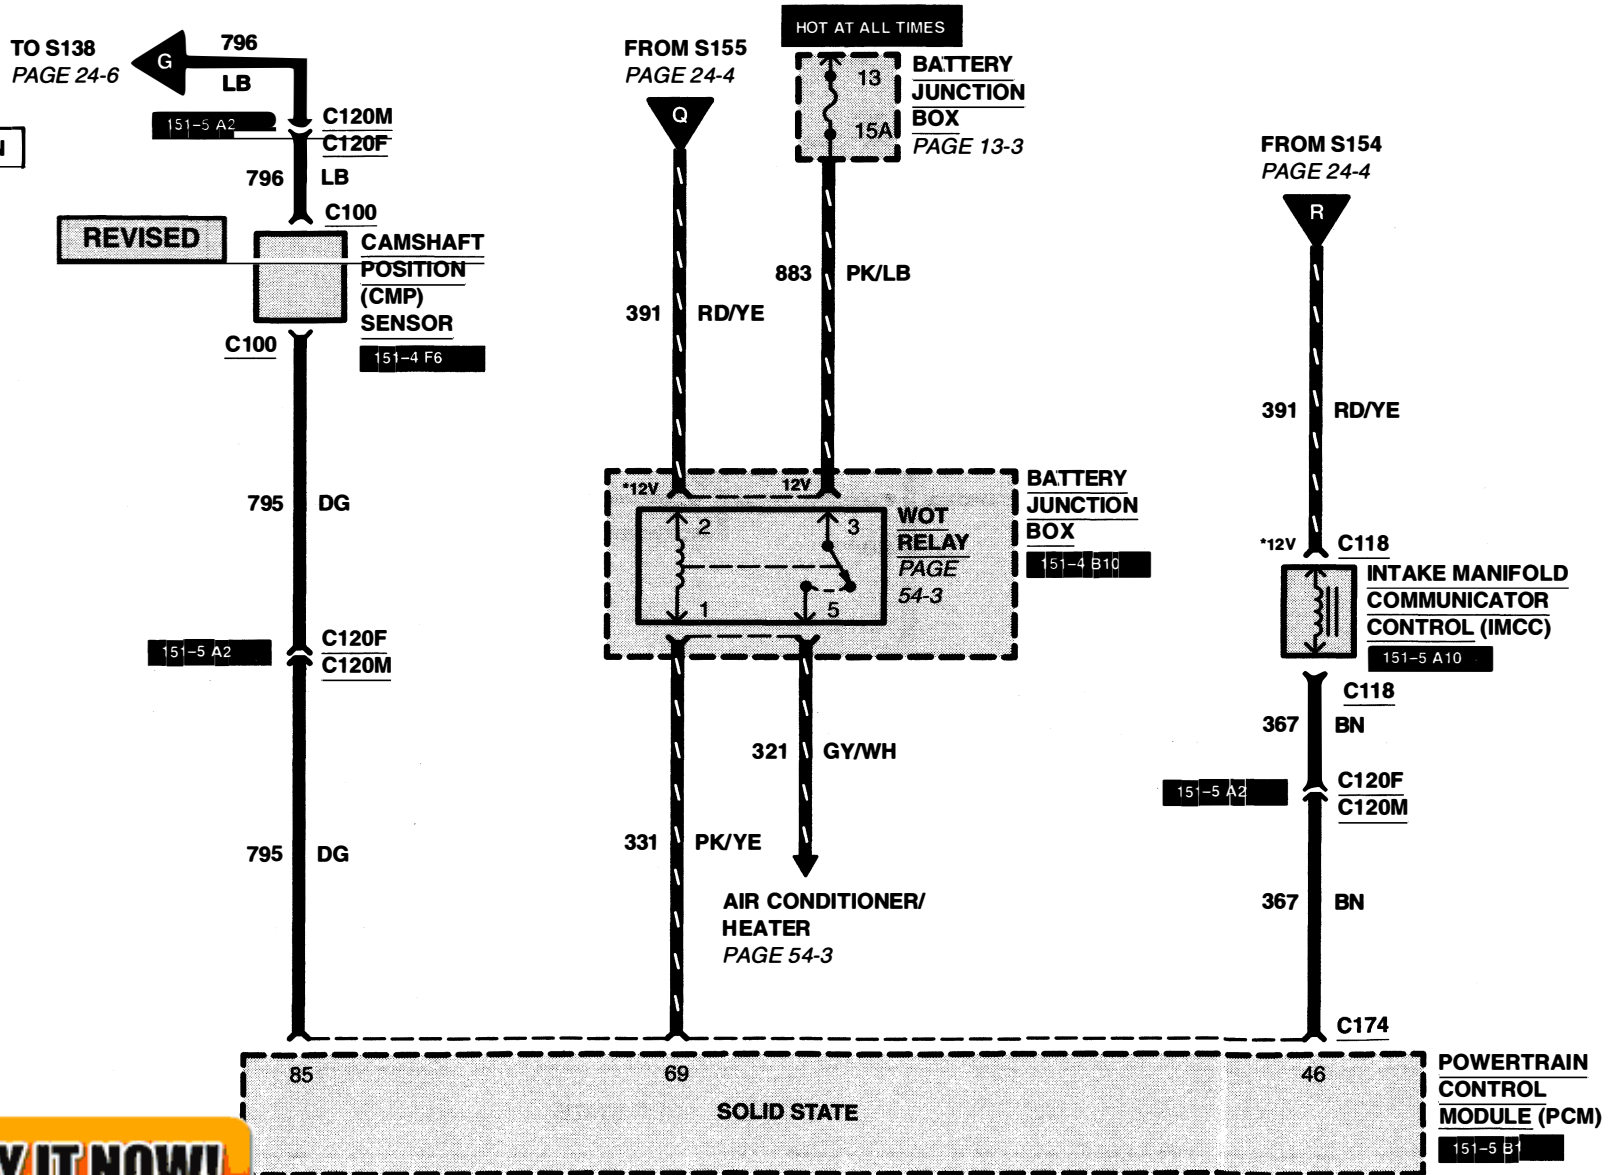 HOT AT ALL TIMES
TO S138
PAGE 24-6
G
796
LB
FROM S155
PAGE 24-4
Q
13
15A
BATTERY
JUNCTION
BOX
PAGE 13-3
151-5 A2
C120M
C120F
FROM S154
PAGE 24-4
R
796
LB
C100
REVISED
CAMSHAFT
POSITION
(CMP)
SENSOR
151-4 F6
C100
883
PK/LB
391
RD/YE
391
RD/YE
795
DG
*12V
12V
2
3
1
5
WOT
RELAY
PAGE
54-3
BATTERY
JUNCTION
BOX
151-4 B10
*12V
C118
INTAKE MANIFOLD
COMMUNICATOR
CONTROL (IMCC)
151-5 A10
C118
151-5 A2
C120F
C120M
367
BN
321
GY/WH
151-5 A2
C120F
C120M
795
DG
331
PK/YE
AIR CONDITIONER/
HEATER
PAGE 54-3
367
BN
C174
85
69
46
SOLID STATE
POWERTRAIN
CONTROL
MODULE (PCM)
151-5 B1
Y IT NOW!